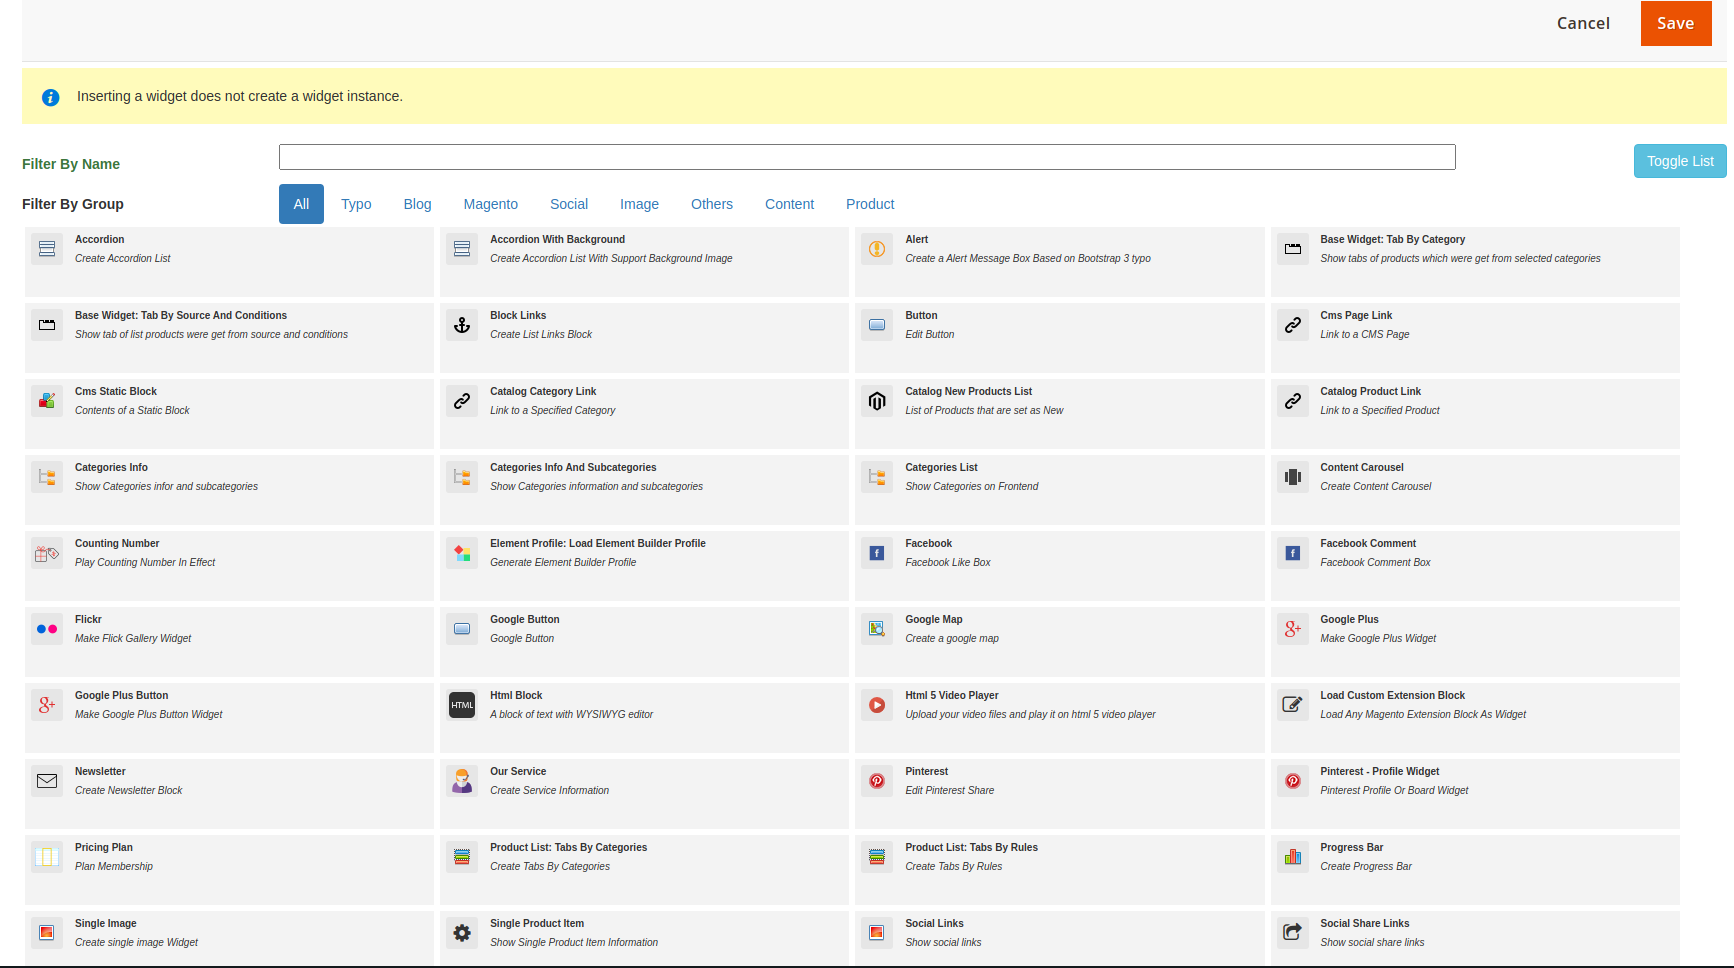 Cancel Save
Inserting a widget does not create a widget instance.
Filter By Name Toggle List
Filter By Group All Typo Blog Magento Social Image Others Content Product
Accordion
Create Accordion List
Accordion With Background
Create Accordion List With Support Background Image
Alert
Create a Alert Message Box Based on Bootstrap 3 typo
Base Widget: Tab By Category
Show tabs of products which were get from selected categories
Base Widget: Tab By Source And Conditions
Show tab of list products were get from source and conditions
Block Links
Create List Links Block
Button
Edit Button
Cms Page Link
Link to a CMS Page
Cms Static Block
Contents of a Static Block
Catalog Category Link
Link to a Specified Category
Catalog New Products List
List of Products that are set as New
Catalog Product Link
Link to a Specified Product
Categories Info
Show Categories infor and subcategories
Categories Info And Subcategories
Show Categories information and subcategories
Categories List
Show Categories on Frontend
Content Carousel
Create Content Carousel
Counting Number
Play Counting Number In Effect
Element Profile: Load Element Builder Profile
Generate Element Builder Profile
Facebook
Facebook Like Box
Facebook Comment
Facebook Comment Box
Flickr
Make Flick Gallery Widget
Google Button
Google Button
Google Map
Create a google map
Google Plus
Make Google Plus Widget
Google Plus Button
Make Google Plus Button Widget
HTML
Html Block
A block of text with WYSIWYG editor
Html 5 Video Player
Upload your video files and play it on html 5 video player
Load Custom Extension Block
Load Any Magento Extension Block As Widget
Newsletter
Create Newsletter Block
Our Service
Create Service Information
Pinterest
Edit Pinterest Share
Pinterest - Profile Widget
Pinterest Profile Or Board Widget
Pricing Plan
Plan Membership
Product List: Tabs By Categories
Create Tabs By Categories
Product List: Tabs By Rules
Create Tabs By Rules
Progress Bar
Create Progress Bar
Single Image
Create single image Widget
Single Product Item
Show Single Product Item Information
Social Links
Show social links
Social Share Links
Show social share links